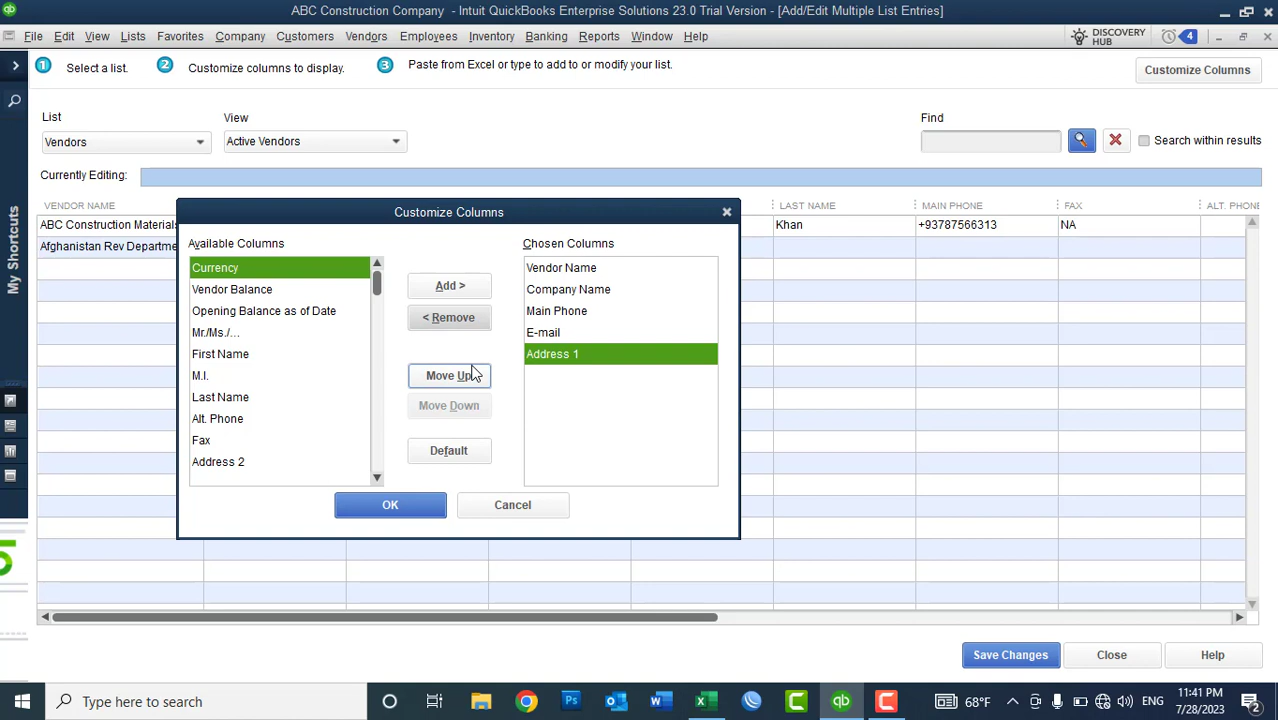 ABC Construction Company - Intuit QuickBooks Enterprise Solutions 23.0 Trial Version - [Add/Edit Multiple List Entries]
File Edit View Lists Favorites Company Customers Vendors Employees Inventory Banking Reports Window Help
DISCOVERY HUB
4
1 Select a list. 2 Customize columns to display. 3 Paste from Excel or type to add to or modify your list.
Customize Columns
List
View
Find
Vendors
Active Vendors
Search within results
Currently Editing:
VENDOR NAME LAST NAME MAIN PHONE FAX ALT. PHONE
ABC Construction Materials Khan +93787566313 NA
Afghanistan Rev Departme
My Shortcuts
Customize Columns
Available Columns
Currency
Vendor Balance
Opening Balance as of Date
Mr./Ms./...
First Name
M.I.
Last Name
Alt. Phone
Fax
Address 2
Add >
< Remove
Move Up
Move Down
Default
Chosen Columns
Vendor Name
Company Name
Main Phone
E-mail
Address 1
OK
Cancel
Save Changes
Close
Help
Type here to search
68°F
ENG
11:41 PM
7/28/2023
2